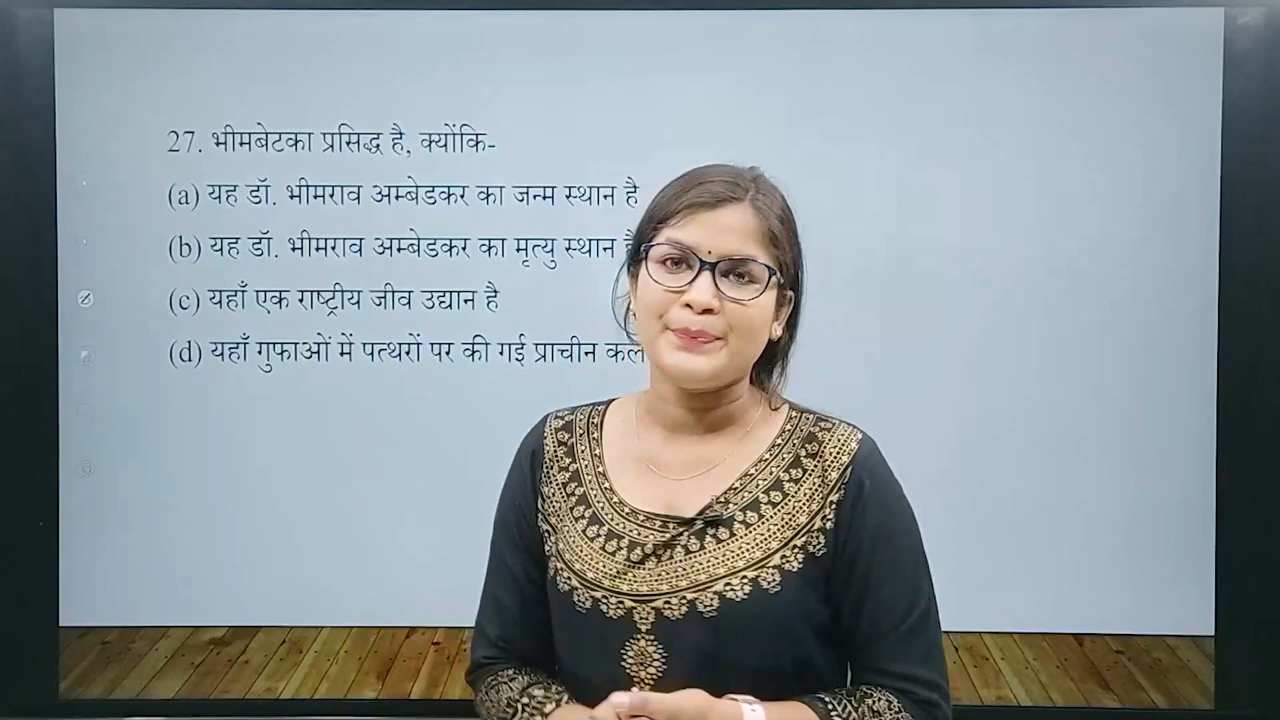 27. भीमबेटका प्रसिद्ध है, क्योंकि-
(a) यह डॉ. भीमराव अम्बेडकर का जन्म स्थान है
(b) यह डॉ. भीमराव अम्बेडकर का मृत्यु स्थान
(c) यहाँ एक राष्ट्रीय जीव उद्यान है
(d) यहाँ गुफाओं में पत्थरों पर की गई प्राचीन